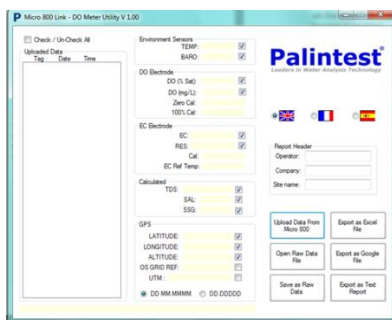 Micro 800 Link - DO Meter Utility V 1.00
Check / Un-Check All
Uploaded Data
Tag Date Time
Environment Sensors
TEMP:
BARO:
DO Electrode
DO (% Sat):
DO (mg/L):
Zero Cal:
100% Cal:
EC Electrode
EC:
RES:
Cal:
EC Ref Temp:
Calculated
TDS:
SAL:
SSG:
GPS
LATITUDE:
LONGITUDE:
ALTITUDE:
OS GRID REF:
UTM :
DD MM.MMMM DD.DDDDD
Palintest
Leaders in Water Analysis Technology
Report Header
Operator:
Company:
Site name:
Upload Data From Micro 800
Export as Excel File
Open Raw Data File
Export as Google File
Save as Raw Data
Export as Text Report